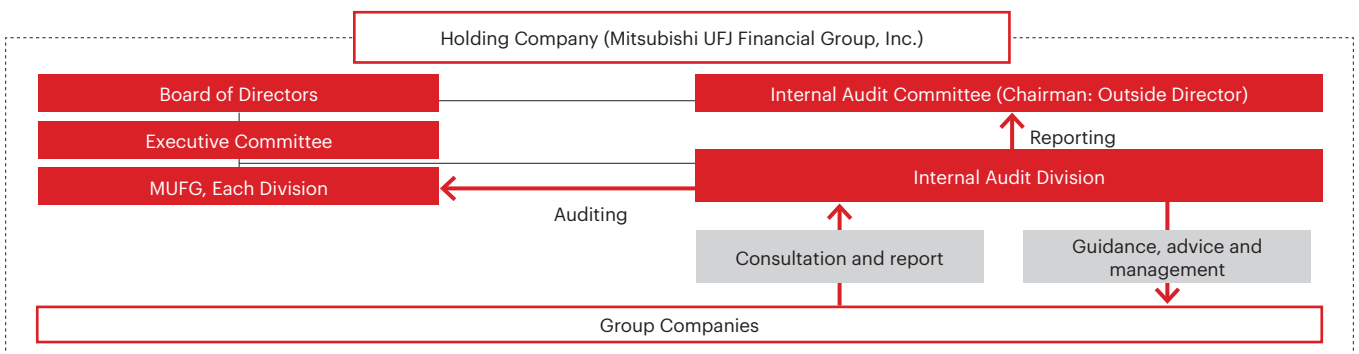 Holding Company (Mitsubishi UFJ Financial Group, Inc.)
Board of Directors
Internal Audit Committee (Chairman: Outside Director)
Executive Committee
Reporting
MUFG, Each Division
Internal Audit Division
Auditing
Consultation and report
Guidance, advice and
management
Group Companies